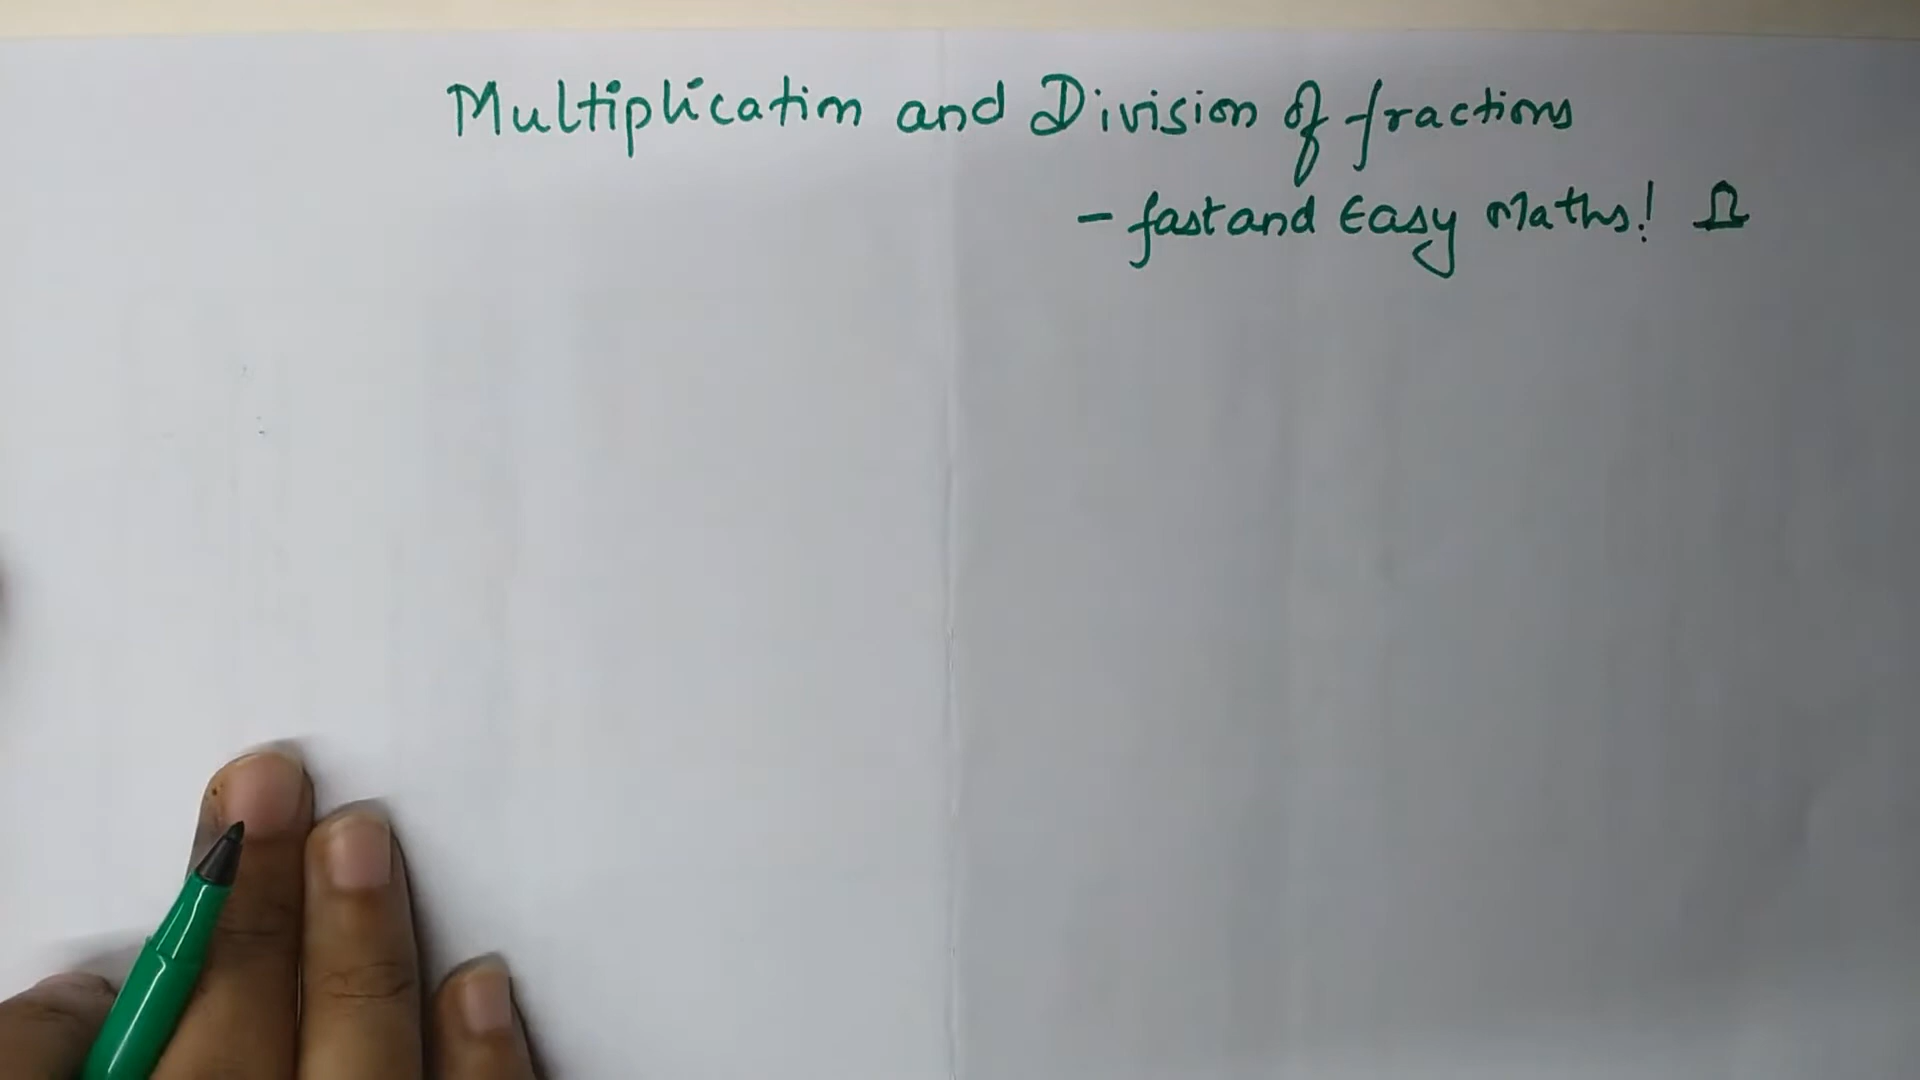 Multiplication and Division of fractions
- fast and Easy Maths! Ω